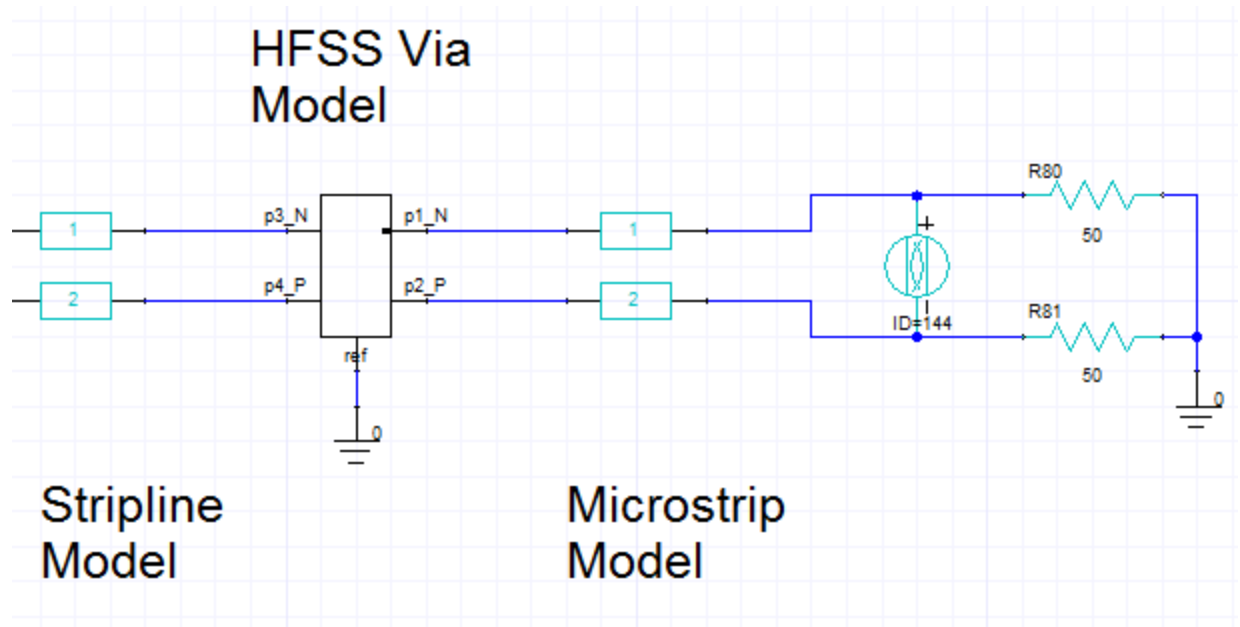 HFSS Via
Model
R80
p3_N
p1_N
1
1
50
p4_P
p2_P
+
2
2
R81
ID=144
ref
50
0
0
Stripline
Model
Microstrip
Model